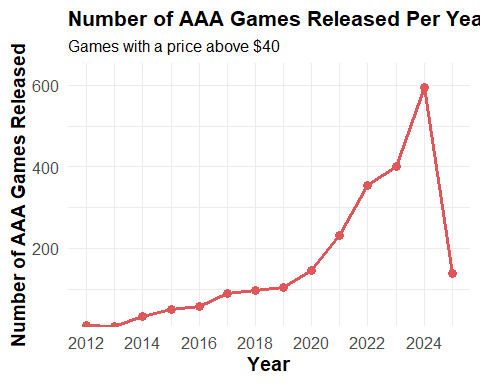 Number of AAA Games Released Per Yea
Games with a price above $40
Number of AAA Games Released
600
400
200
2012 2014 2016 2018 2020 2022 2024
Year